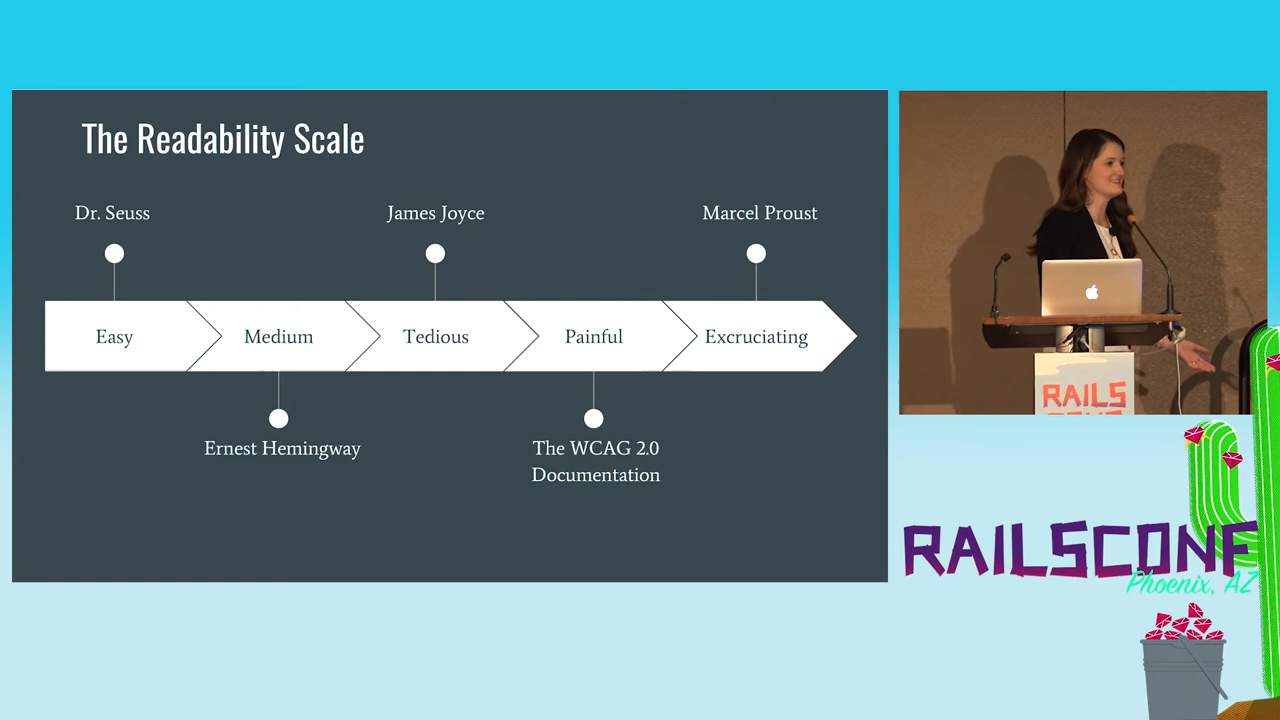 The Readability Scale
Dr. Seuss
James Joyce
Marcel Proust
Easy
Medium
Tedious
Painful
Excruciating
Ernest Hemingway
The WCAG 2.0
Documentation
RAILS
CONF
RAILSCONF
Phoenix, AZ